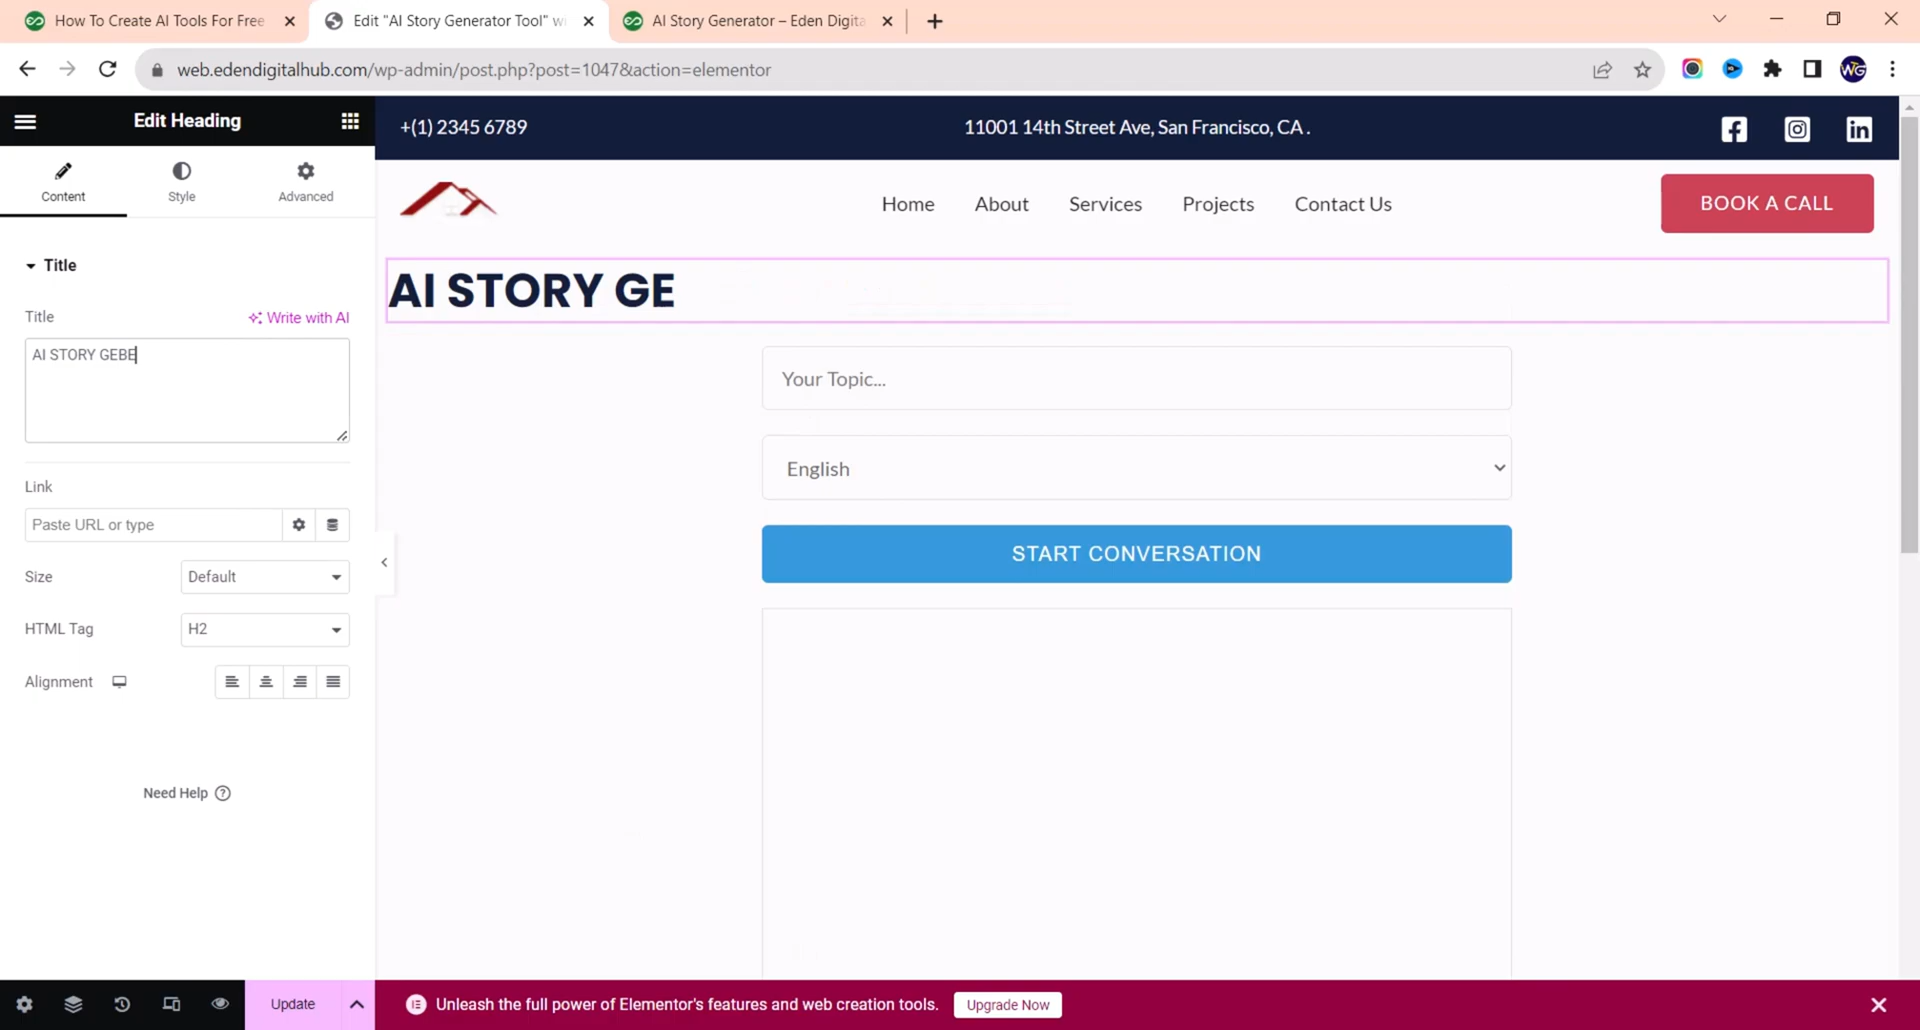 How To Create AI Tools For Free
Edit "AI Story Generator Tool" wi
AI Story Generator – Eden Digita
web.edendigitalhub.com/wp-admin/post.php?post=1047&action=elementor
WG
Edit Heading
Content
Style
Advanced
Title
Title
Write with AI
AI STORY GEBE
Link
Paste URL or type
Size
Default
HTML Tag
H2
Alignment
Need Help
Update
+(1) 2345 6789
11001 14th Street Ave, San Francisco, CA .
Home
About
Services
Projects
Contact Us
BOOK A CALL
AI STORY GE
Your Topic...
English
START CONVERSATION
Unleash the full power of Elementor's features and web creation tools.
Upgrade Now